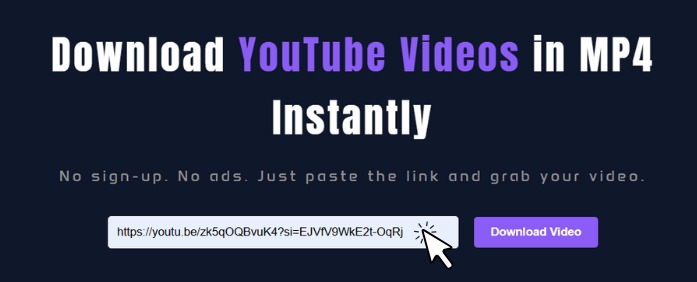 Download YouTube Videos in MP4
Instantly
No sign-up. No ads. Just paste the link and grab your video.
https://youtu.be/zk5qOQBvuK4?si=EJVfV9WkE2t-OqRj
Download Video